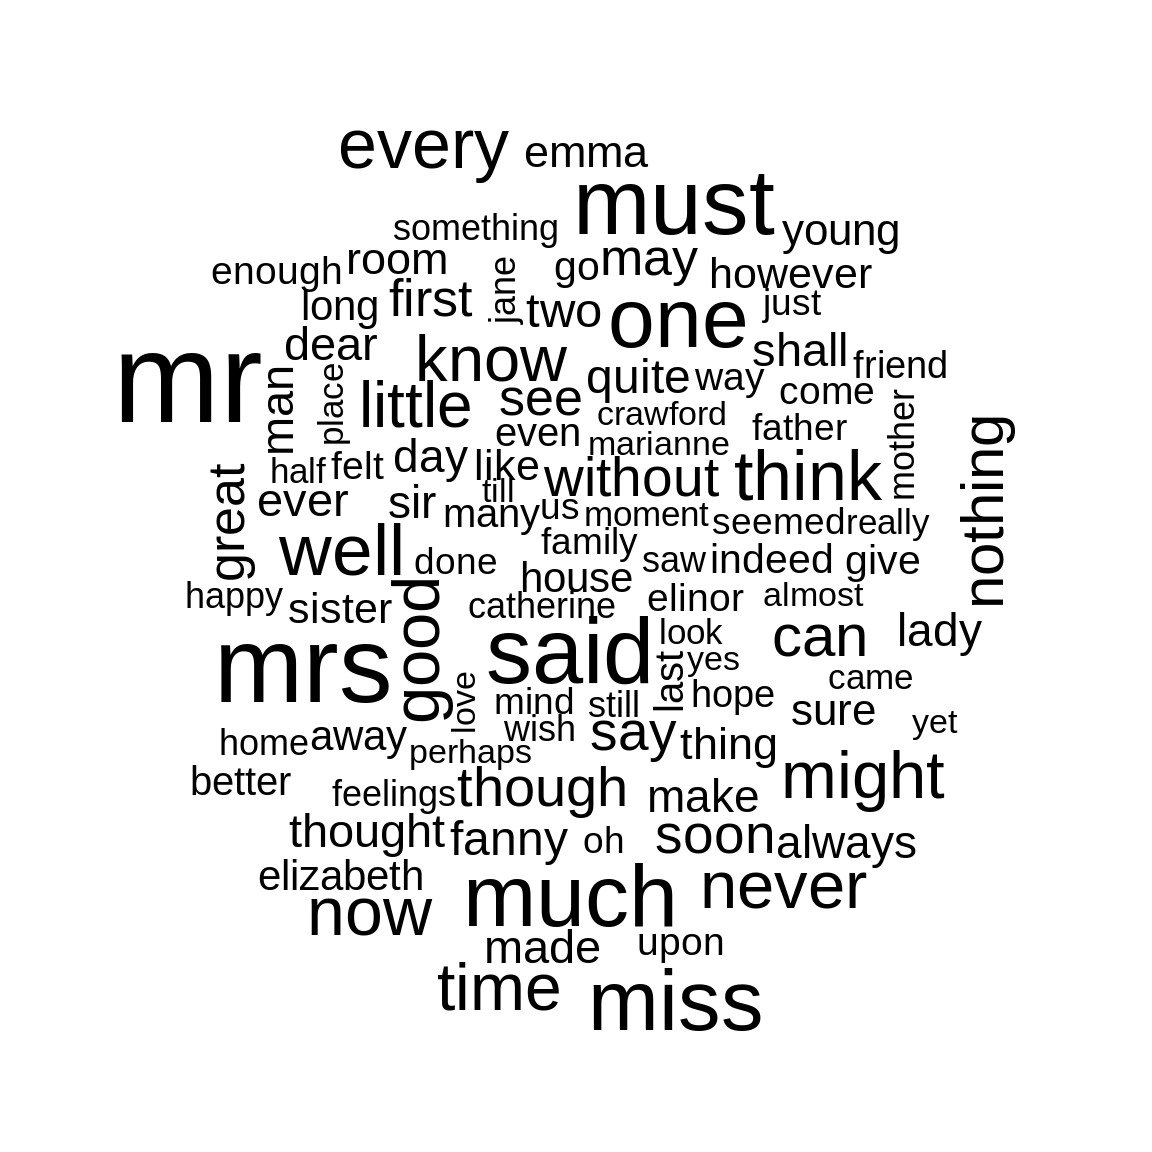 every emma
must
something young
enough room jane go may however
long first two one just
dear know shall
mr man place little see quite way come friend
crawford father mother nothing
even marianne
half felt day like without think
great ever sir till
many us moment seemed really
well done family saw indeed give
house
happy sister good catherine elinor almost
mrs said look can lady
last yes came
love mind still hope sure yet
home away wish say thing
perhaps
better feelings though make might
thought fanny oh soon always
elizabeth much never
now
made upon
time miss